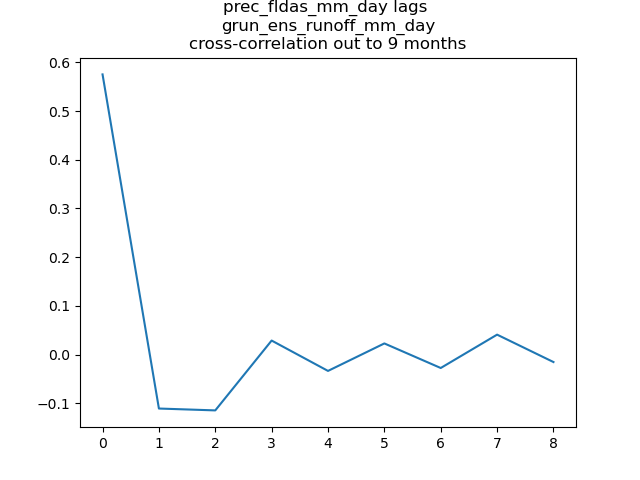 prec_fldas_mm_day lags
grun_ens_runoff_mm_day
cross-correlation out to 9 months
0.6
0.5
0.4
0.3
0.2
0.1
0.0
−0.1
0 1 2 3 4 5 6 7 8